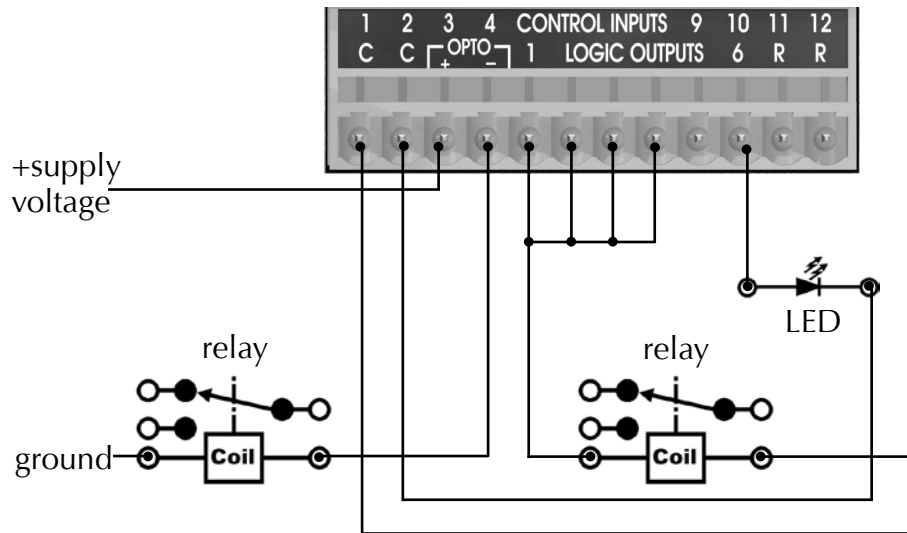 1 2 3 4 CONTROL INPUTS 9 10 11 12
C C OPTO 1 LOGIC OUTPUTS 6 R R
+ −
+supply
voltage
LED
relay
relay
ground
Coil
Coil